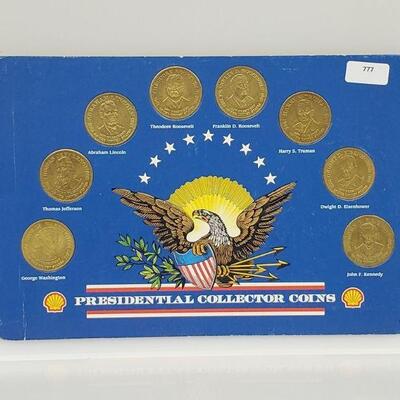 777
Theodore Roosevelt
Franklin D. Roosevelt
Abraham Lincoln
Harry S. Truman
Thomas Jefferson
Dwight D. Eisenhower
George Washington
John F. Kennedy
PRESIDENTIAL COLLECTOR COINS